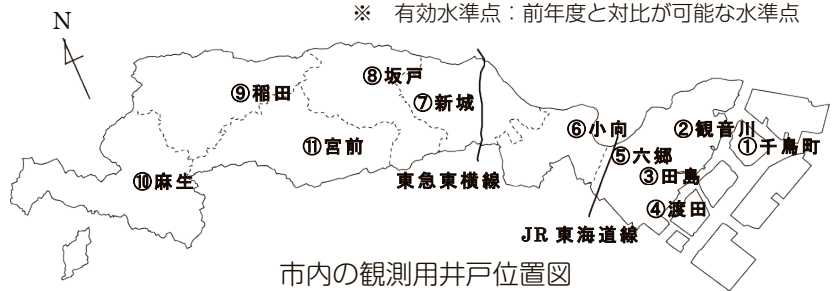 ※ 有効水準点：前年度と対比が可能な水準点
N
⑧坂戸
⑨稲田
⑦新城
⑥小向
②観音川
①千鳥町
⑪宮前
⑤六郷
③田島
⑩麻生
東急東横線
④渡田
JR 東海道線
市内の観測用井戸位置図